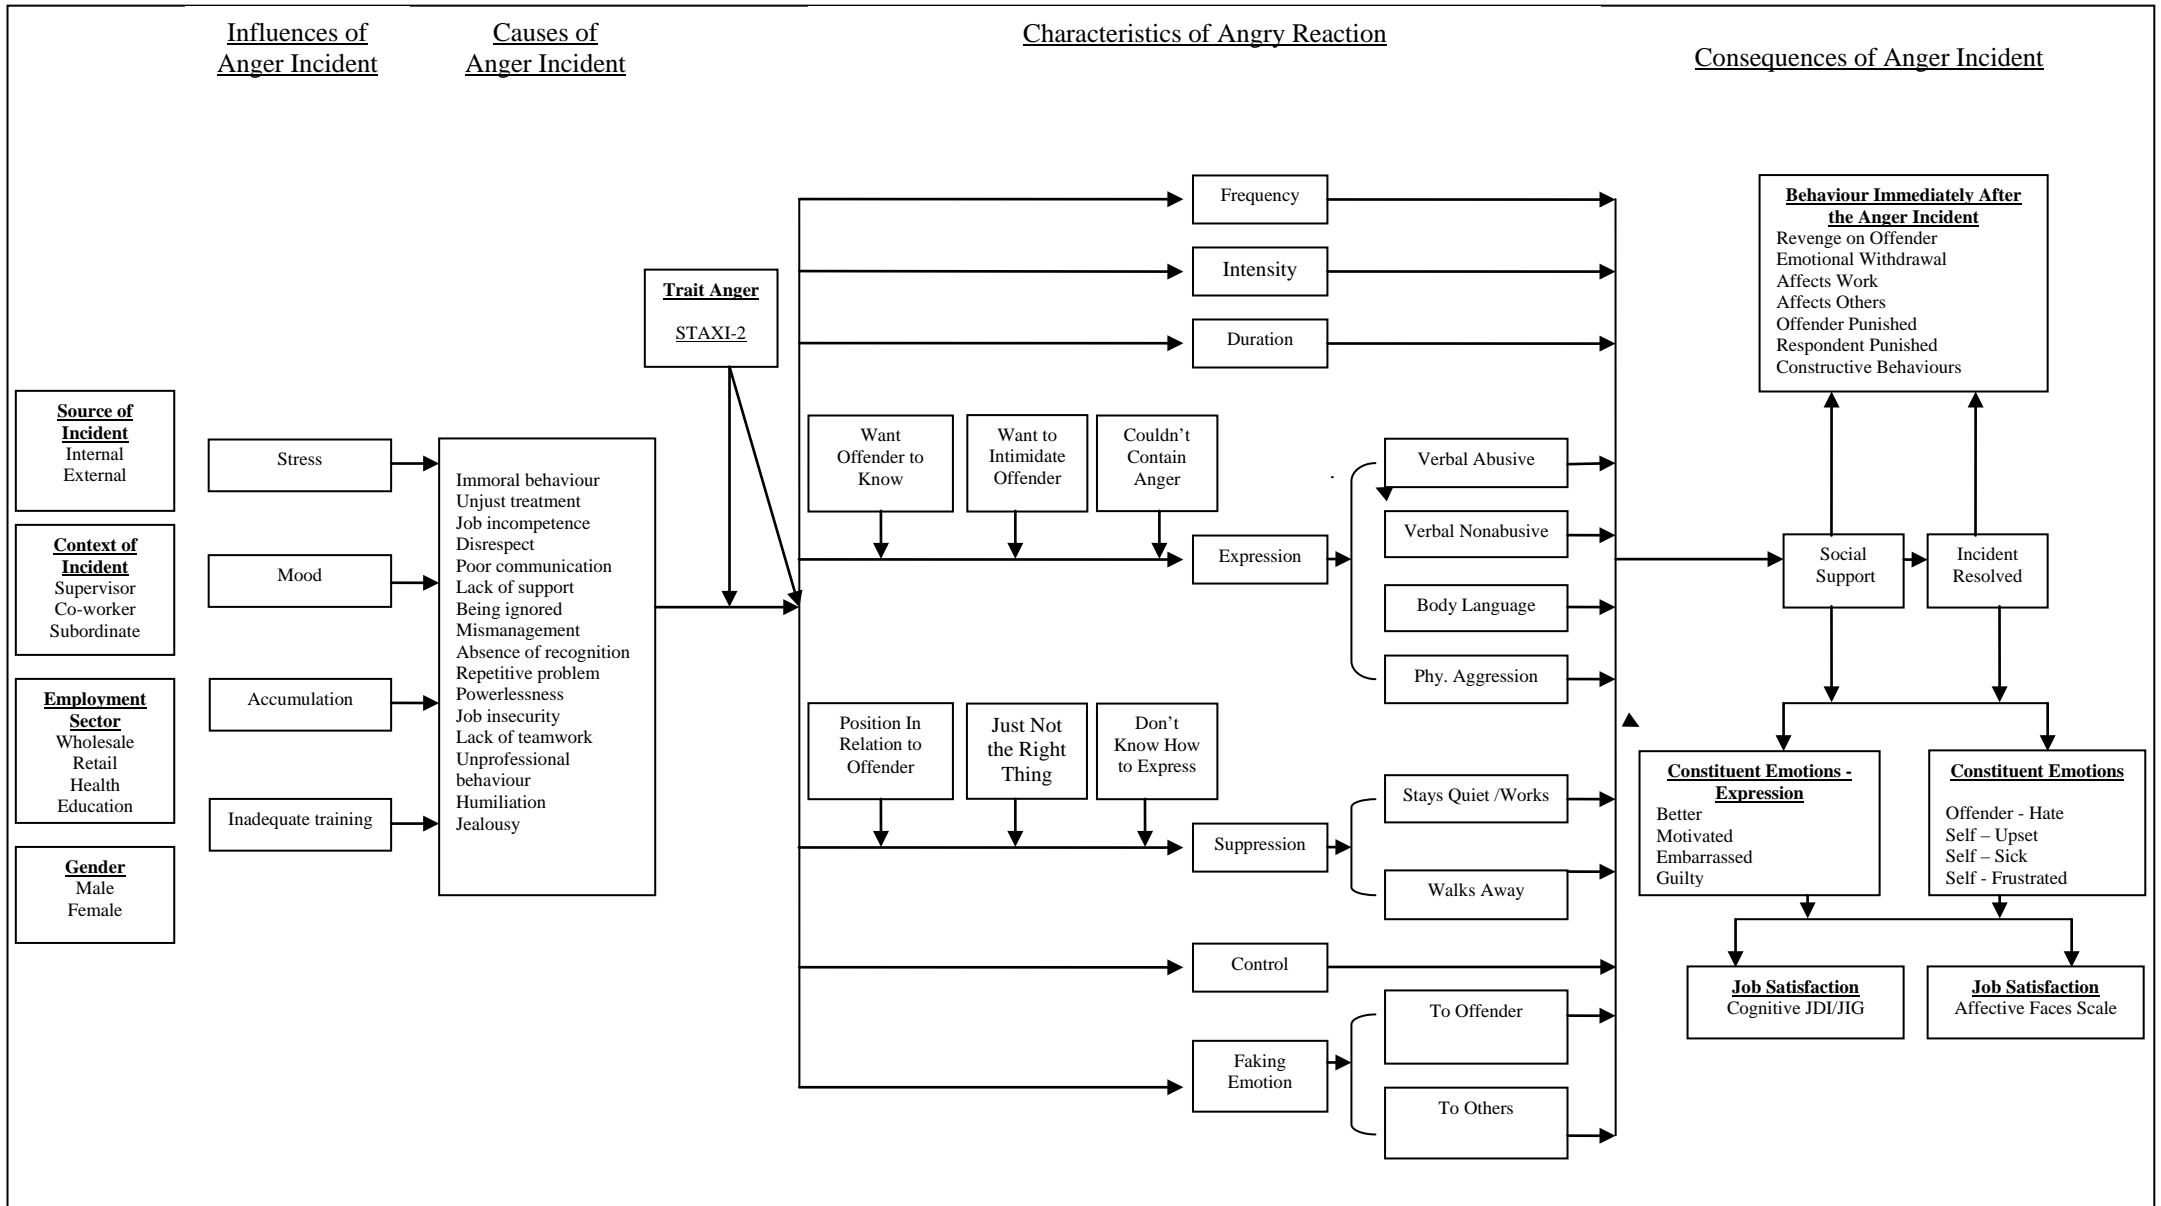 Influences of
Anger Incident
Causes of
Anger Incident
Characteristics of Angry Reaction
Consequences of Anger Incident
Source of
Incident
Internal
External
Context of
Incident
Supervisor
Co-worker
Subordinate
Employment
Sector
Wholesale
Retail
Health
Education
Gender
Male
Female
Stress
Mood
Accumulation
Inadequate training
Immoral behaviour
Unjust treatment
Job incompetence
Disrespect
Poor communication
Lack of support
Being ignored
Mismanagement
Absence of recognition
Repetitive problem
Powerlessness
Job insecurity
Lack of teamwork
Unprofessional
behaviour
Humiliation
Jealousy
Trait Anger
STAXI-2
Frequency
Intensity
Duration
Want
Offender to
Know
Want to
Intimidate
Offender
Couldn't
Contain
Anger
Expression
Verbal Abusive
Verbal Nonabusive
Body Language
Phy. Aggression
Position In
Relation to
Offender
Just Not
the Right
Thing
Don't
Know How
to Express
Suppression
Stays Quiet /Works
Walks Away
Control
Faking
Emotion
To Offender
To Others
Behaviour Immediately After
the Anger Incident
Revenge on Offender
Emotional Withdrawal
Affects Work
Affects Others
Offender Punished
Respondent Punished
Constructive Behaviours
Social
Support
Incident
Resolved
Constituent Emotions -
Expression
Better
Motivated
Embarrassed
Guilty
Constituent Emotions
Offender - Hate
Self – Upset
Self – Sick
Self - Frustrated
Job Satisfaction
Cognitive JDI/JIG
Job Satisfaction
Affective Faces Scale